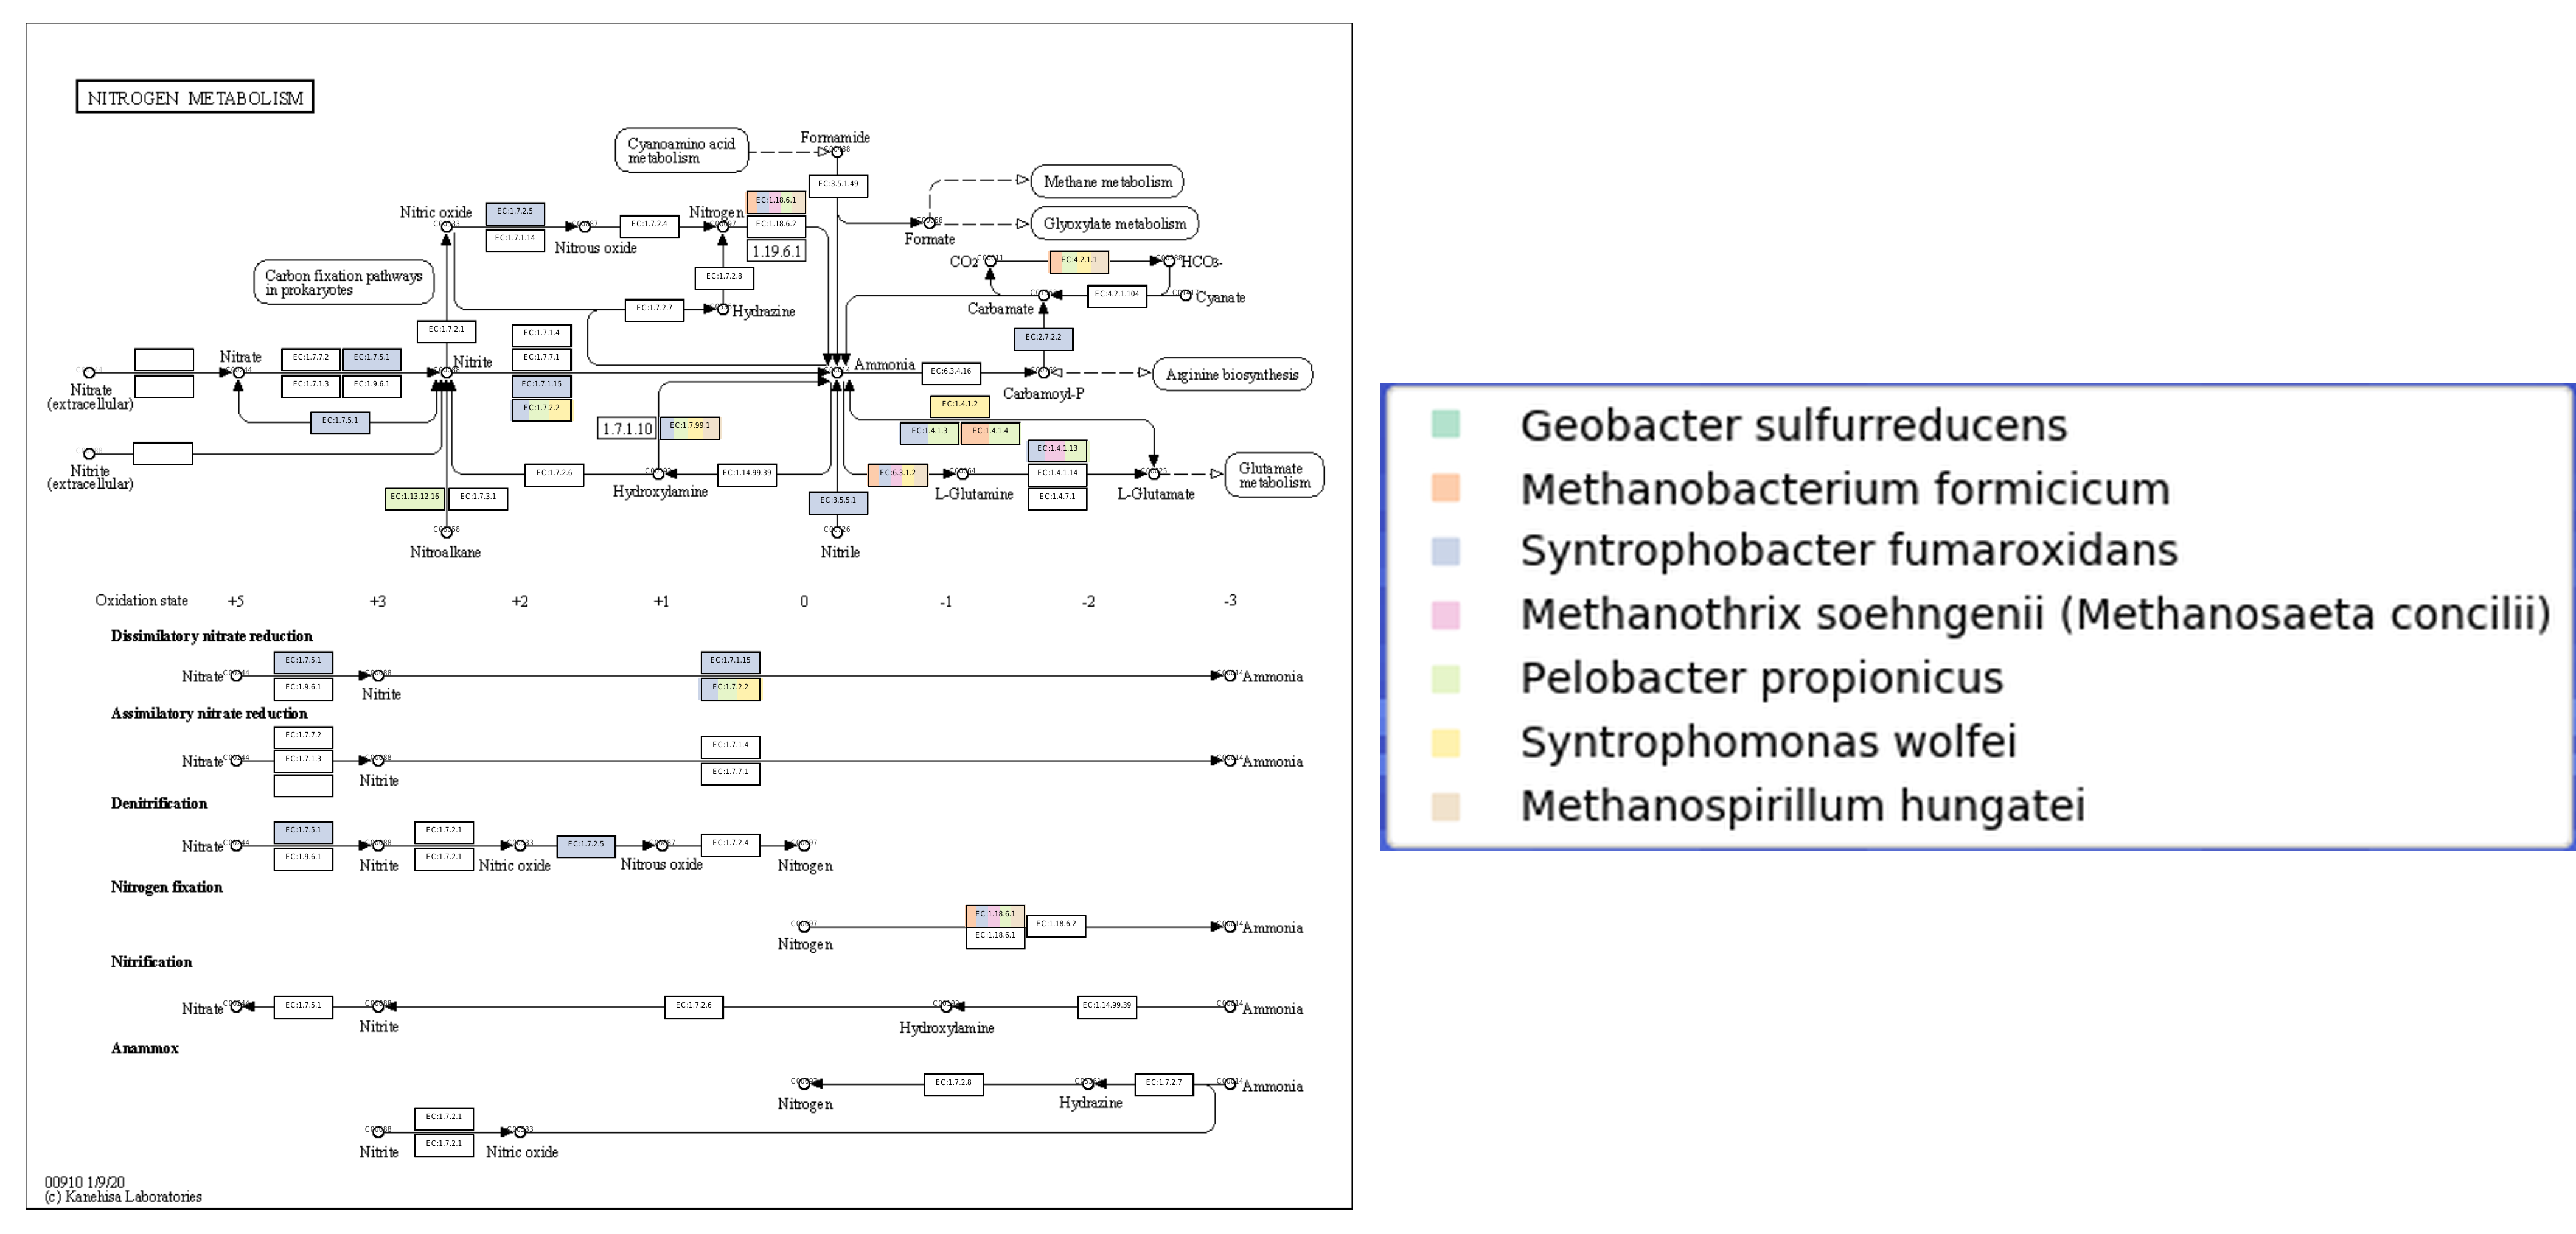 NITROGEN METABOLISM
Cyanoamino acid
metabolism
Formamide
EC:3.5.1.49
Methane metabolism
Glyoxylate metabolism
Formate
Nitric oxide
EC:1.7.2.5
EC:1.7.1.14
Nitrous oxide
EC:1.7.2.4
Nitrogen
EC:1.18.6.1
EC:1.18.6.2
1.19.6.1
EC:1.7.2.8
Carbon fixation pathways
in prokaryotes
CO2
EC:4.2.1.1
HCO3-
EC:1.7.2.7
Hydrazine
Carbamate
EC:4.2.1.104
Cyanate
EC:1.7.2.1
EC:1.7.1.4
EC:2.7.2.2
Nitrate
EC:1.7.7.2
EC:1.7.5.1
Nitrite
EC:1.7.7.1
Ammonia
EC:6.3.4.16
Arginine biosynthesis
Nitrate
(extracellular)
EC:1.7.1.3
EC:1.9.6.1
EC:1.7.1.15
Carbamoyl-P
EC:1.7.5.1
EC:1.7.2.2
EC:1.4.1.2
1.7.1.10
EC:1.7.99.1
EC:1.4.1.3
EC:1.4.1.4
EC:1.4.1.13
Nitrite
(extracellular)
EC:1.7.2.6
EC:1.14.99.39
Hydroxylamine
EC:6.3.1.2
L-Glutamine
EC:1.4.1.14
L-Glutamate
Glutamate
metabolism
EC:1.13.12.16
EC:1.7.3.1
EC:3.5.5.1
EC:1.4.7.1
Nitroalkane
Nitrile
Oxidation state +5 +3 +2 +1 0 -1 -2 -3
Dissimilatory nitrate reduction
EC:1.7.5.1
EC:1.7.1.15
Nitrate
Ammonia
EC:1.9.6.1
Nitrite
EC:1.7.2.2
Assimilatory nitrate reduction
EC:1.7.7.2
EC:1.7.1.4
Nitrate
EC:1.7.1.3
Ammonia
Nitrite
EC:1.7.7.1
Denitrification
EC:1.7.5.1
EC:1.7.2.1
Nitrate
EC:1.7.2.5
EC:1.7.2.4
EC:1.9.6.1
Nitrite
EC:1.7.2.1
Nitric oxide
Nitrous oxide
Nitrogen
Nitrogen fixation
EC:1.18.6.1
EC:1.18.6.2
Ammonia
EC:1.18.6.1
Nitrogen
Nitrification
Nitrate
EC:1.7.5.1
EC:1.7.2.6
EC:1.14.99.39
Ammonia
Nitrite
Hydroxylamine
Anammox
EC:1.7.2.8
EC:1.7.2.7
Ammonia
Nitrogen
Hydrazine
EC:1.7.2.1
Nitrite
EC:1.7.2.1
Nitric oxide
00910 1/9/20
(c) Kanehisa Laboratories
Geobacter sulfurreducens
Methanobacterium formicicum
Syntrophobacter fumaroxidans
Methanothrix soehngenii (Methanosaeta concilii)
Pelobacter propionicus
Syntrophomonas wolfei
Methanospirillum hungatei